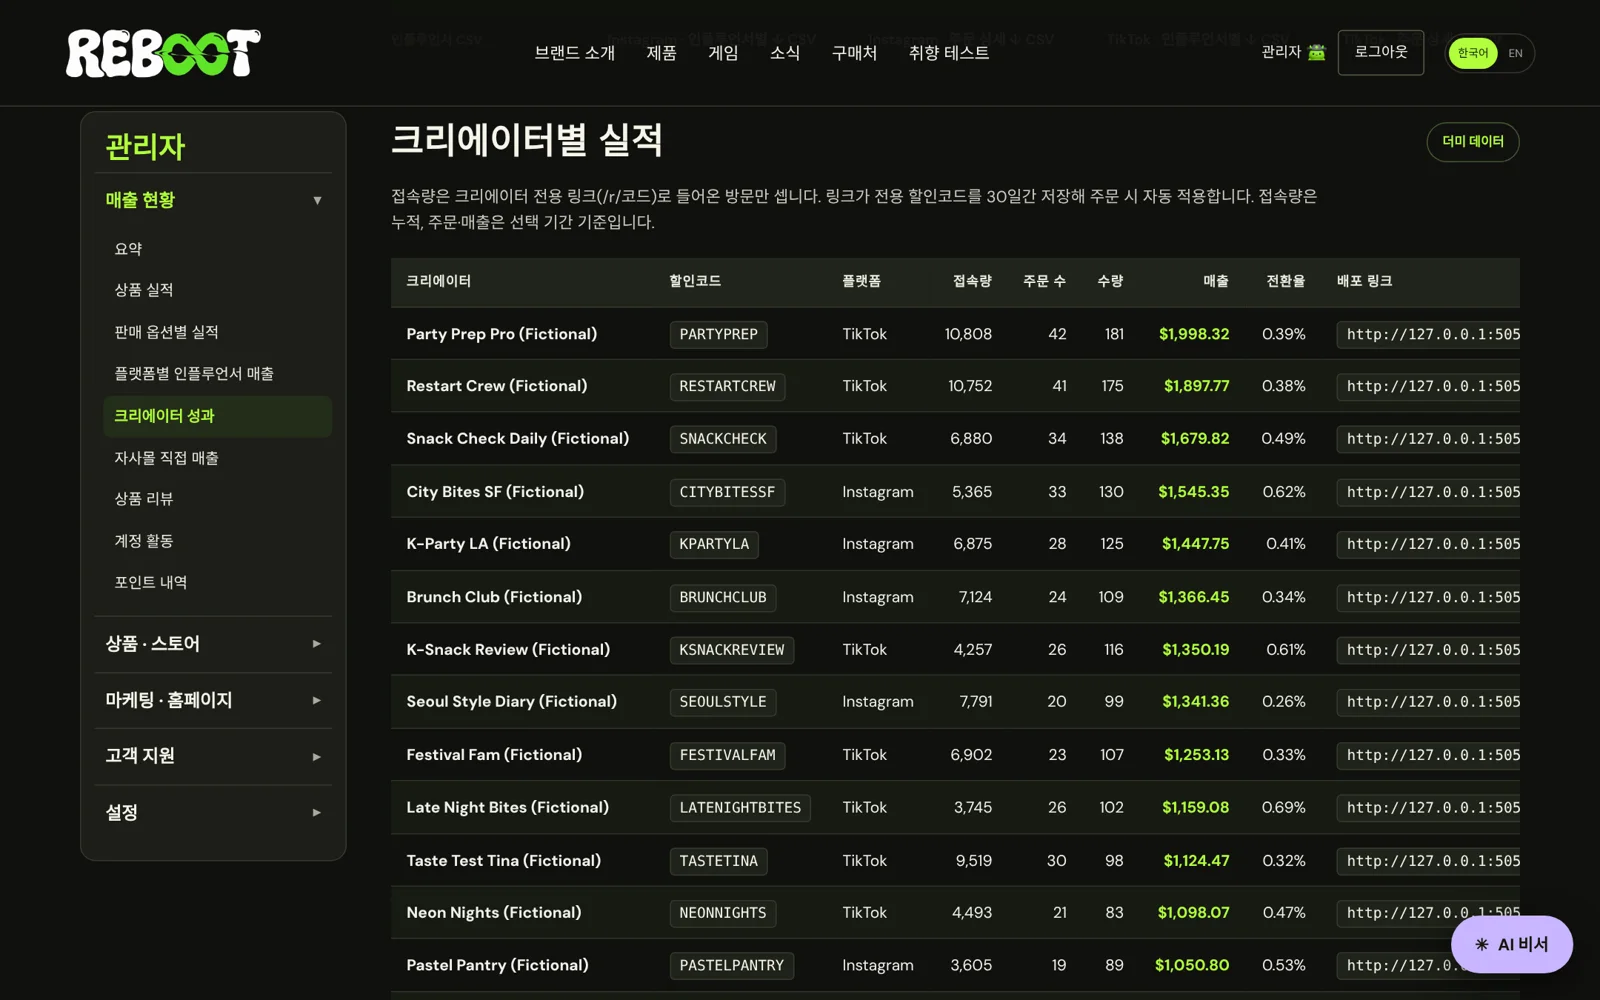 REBOOT
브랜드 소개 제품 게임 소식 구매처 취향 테스트
관리자 로그아웃 한국어 EN
관리자
매출 현황 ▼
요약
상품 실적
판매 옵션별 실적
플랫폼별 인플루언서 매출
크리에이터 성과
자사몰 직접 매출
상품 리뷰
계정 활동
포인트 내역
상품 · 스토어 ►
마케팅 · 홈페이지 ►
고객 지원 ►
설정 ►
크리에이터별 실적
더미 데이터
접속량은 크리에이터 전용 링크(/r/코드)로 들어온 방문만 셉니다. 링크가 전용 할인코드를 30일간 저장해 주문 시 자동 적용합니다. 접속량은
누적, 주문·매출은 선택 기간 기준입니다.
크리에이터 할인코드 플랫폼 접속량 주문 수 수량 매출 전환율 배포 링크
Party Prep Pro (Fictional) PARTYPREP TikTok 10,808 42 181 $1,998.32 0.39% http://127.0.0.1:505
Restart Crew (Fictional) RESTARTCREW TikTok 10,752 41 175 $1,897.77 0.38% http://127.0.0.1:505
Snack Check Daily (Fictional) SNACKCHECK TikTok 6,880 34 138 $1,679.82 0.49% http://127.0.0.1:505
City Bites SF (Fictional) CITYBITESSF Instagram 5,365 33 130 $1,545.35 0.62% http://127.0.0.1:505
K-Party LA (Fictional) KPARTYLA Instagram 6,875 28 125 $1,447.75 0.41% http://127.0.0.1:505
Brunch Club (Fictional) BRUNCHCLUB Instagram 7,124 24 109 $1,366.45 0.34% http://127.0.0.1:505
K-Snack Review (Fictional) KSNACKREVIEW TikTok 4,257 26 116 $1,350.19 0.61% http://127.0.0.1:505
Seoul Style Diary (Fictional) SEOULSTYLE Instagram 7,791 20 99 $1,341.36 0.26% http://127.0.0.1:505
Festival Fam (Fictional) FESTIVALFAM TikTok 6,902 23 107 $1,253.13 0.33% http://127.0.0.1:505
Late Night Bites (Fictional) LATENIGHTBITES TikTok 3,745 26 102 $1,159.08 0.69% http://127.0.0.1:505
Taste Test Tina (Fictional) TASTETINA TikTok 9,519 30 98 $1,124.47 0.32% http://127.0.0.1:505
Neon Nights (Fictional) NEONNIGHTS TikTok 4,493 21 83 $1,098.07 0.47% http://127.0.0.1:505
Pastel Pantry (Fictional) PASTELPANTRY Instagram 3,605 19 89 $1,050.80 0.53% http://127.0.
AI 비서